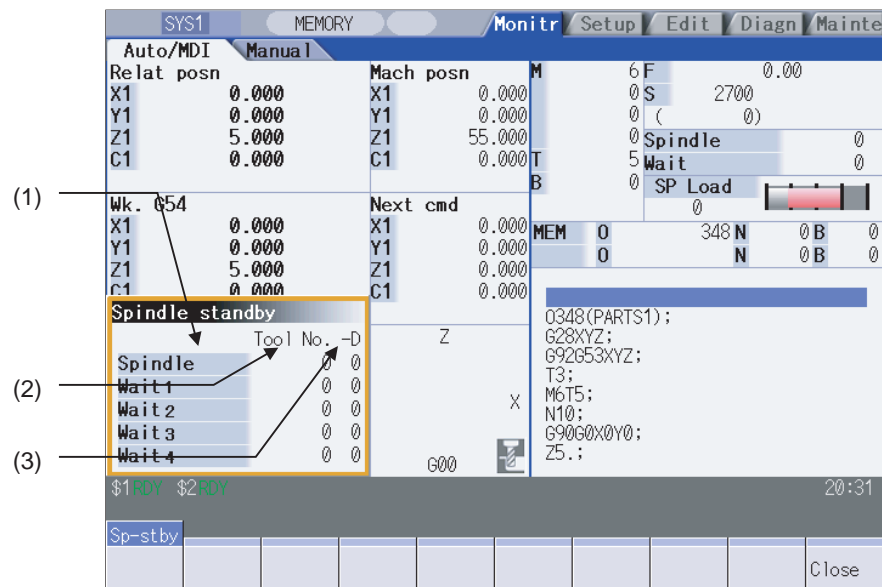 SYS1 MEMORY Monitr Setup Edit Diagn Mainte
Auto/MDI Manual
Relat posn
X1 0.000
Y1 0.000
Z1 5.000
C1 0.000
Mach posn
X1 0.000
Y1 0.000
Z1 55.000
C1 0.000
M 6
0
0
0
T 5
B 0
F 0.00
S 2700
( 0)
Spindle 0
Wait 0
SP Load
0
(1)
Wk. G54
X1 0.000
Y1 0.000
Z1 5.000
C1 0.000
Next cmd
X1 0.000
Y1 0.000
Z1 0.000
C1 0.000
MEM O 348 N 0 B 0
O N 0 B 0
Spindle standby
Tool No. -D
Spindle 0 0
(2)
Wait1 0 0
Wait2 0 0
Wait3 0 0
(3)
Wait4 0 0
Z
X
G00
O348(PARTS1);
G28XYZ;
G92G53XYZ;
T3;
M6T5;
N10;
G90G0X0Y0;
Z5.;
$1 RDY $2 RDY 20:31
Sp-stby
Close